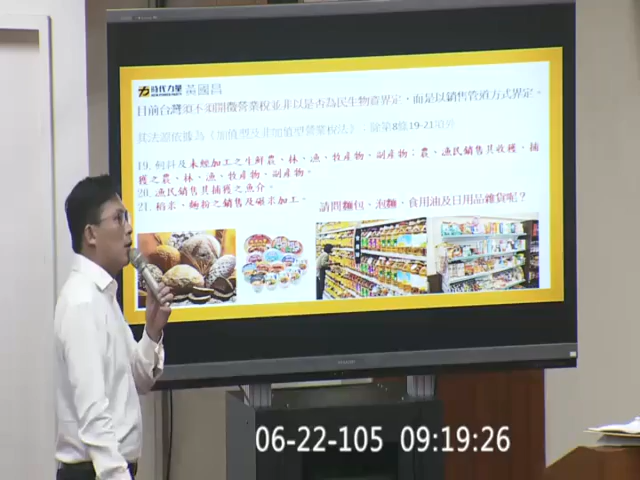 時代力量 黃國昌
目前台灣須不須開徵營業稅並非以是否為民生物資界定，而是以銷售管道方式界定。
其法源依據為《加值型及非加值型營業稅法》 第8條19-21項
19. 飼料及未經加工之生鮮農、林、漁、牧產物、副產物；農、漁民銷售其收穫、捕
獲之農、林、漁、牧產物、副產物。
20. 漁民銷售其捕獲之魚介。
21. 稻米、麵粉之銷售及碾米加工。
請問麵包、泡麵、食用油及日用品雜貨呢？
06-22-105 09:19:26